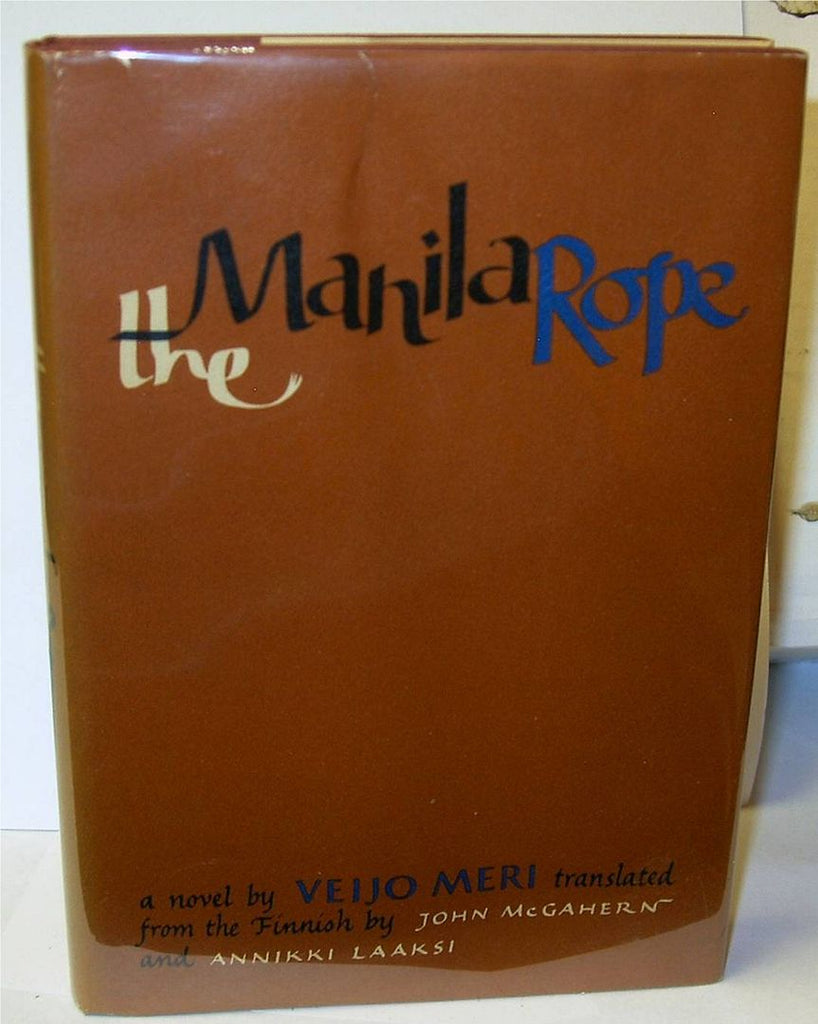 the Manila Rope
a novel by VEIJO MERI translated
from the Finnish by JOHN McGAHERN
and ANNIKKI LAAKSI